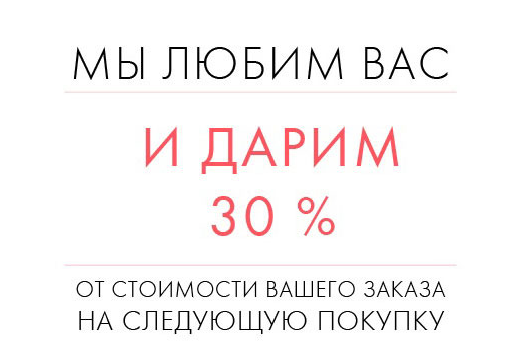 МЫ ЛЮБИМ ВАС
И ДАРИМ
30 %
ОТ СТОИМОСТИ ВАШЕГО ЗАКАЗА
НА СЛЕДУЮЩУЮ ПОКУПКУ